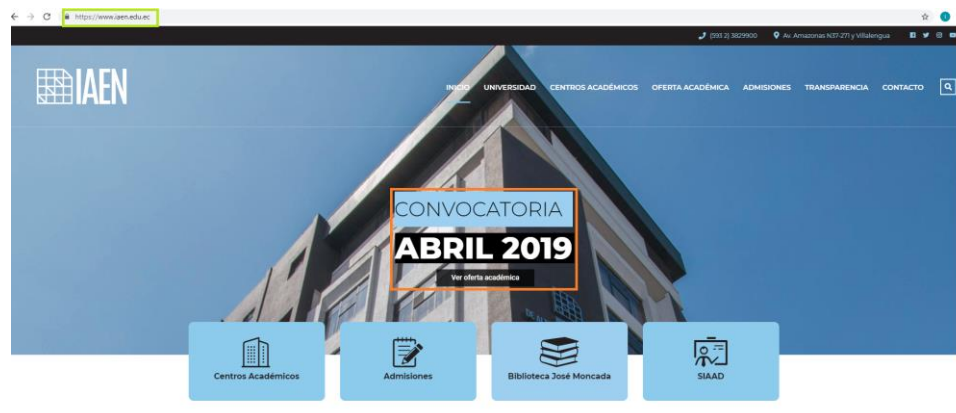 https://www.iaen.edu.ec
(593 2) 3829900 Av. Amazonas N37-271 y Villalengua
IAEN
INICIO UNIVERSIDAD CENTROS ACADÉMICOS OFERTA ACADÉMICA ADMISIONES TRANSPARENCIA CONTACTO
CONVOCATORIA
ABRIL 2019
Ver oferta académica
Centros Académicos Admisiones Biblioteca José Moncada SIAAD